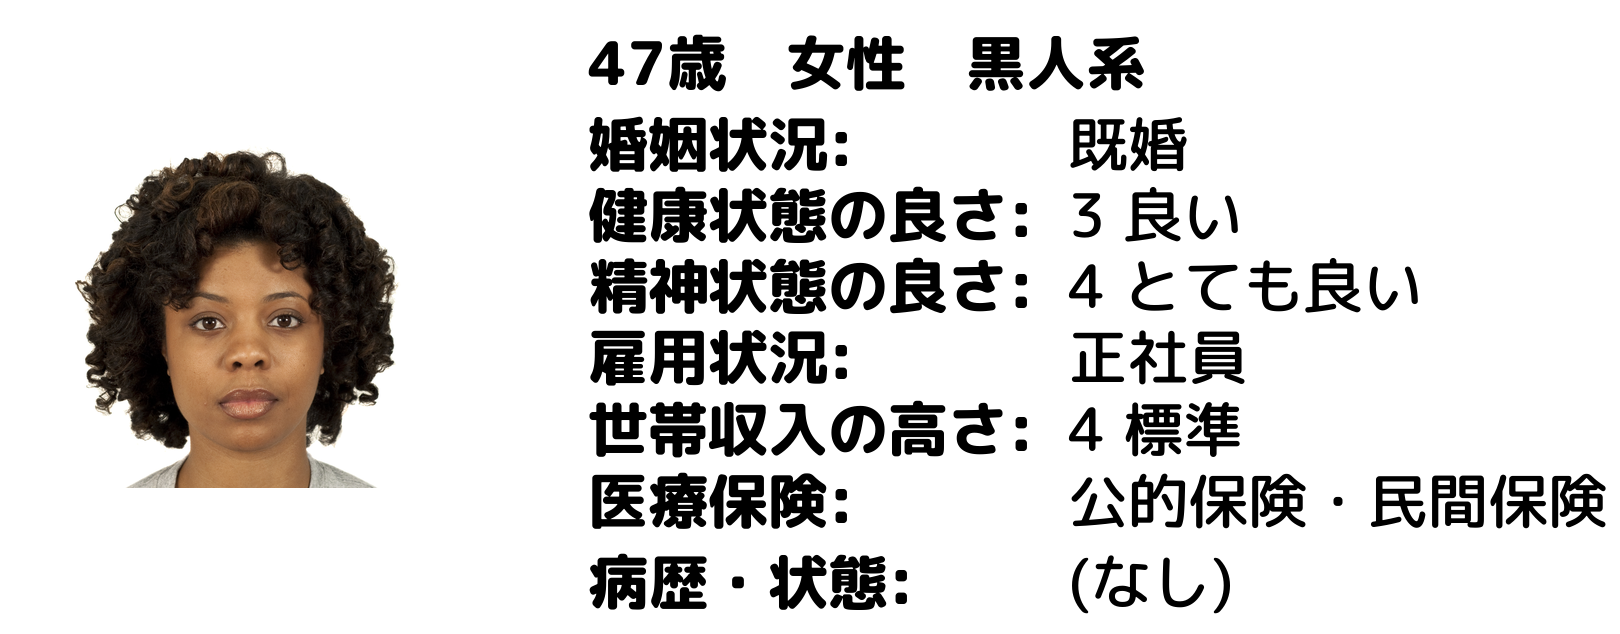 47歳　女性　黒人系
婚姻状況: 既婚
健康状態の良さ: 3 良い
精神状態の良さ: 4 とても良い
雇用状況: 正社員
世帯収入の高さ: 4 標準
医療保険: 公的保険・民間保険
病歴・状態: (なし)